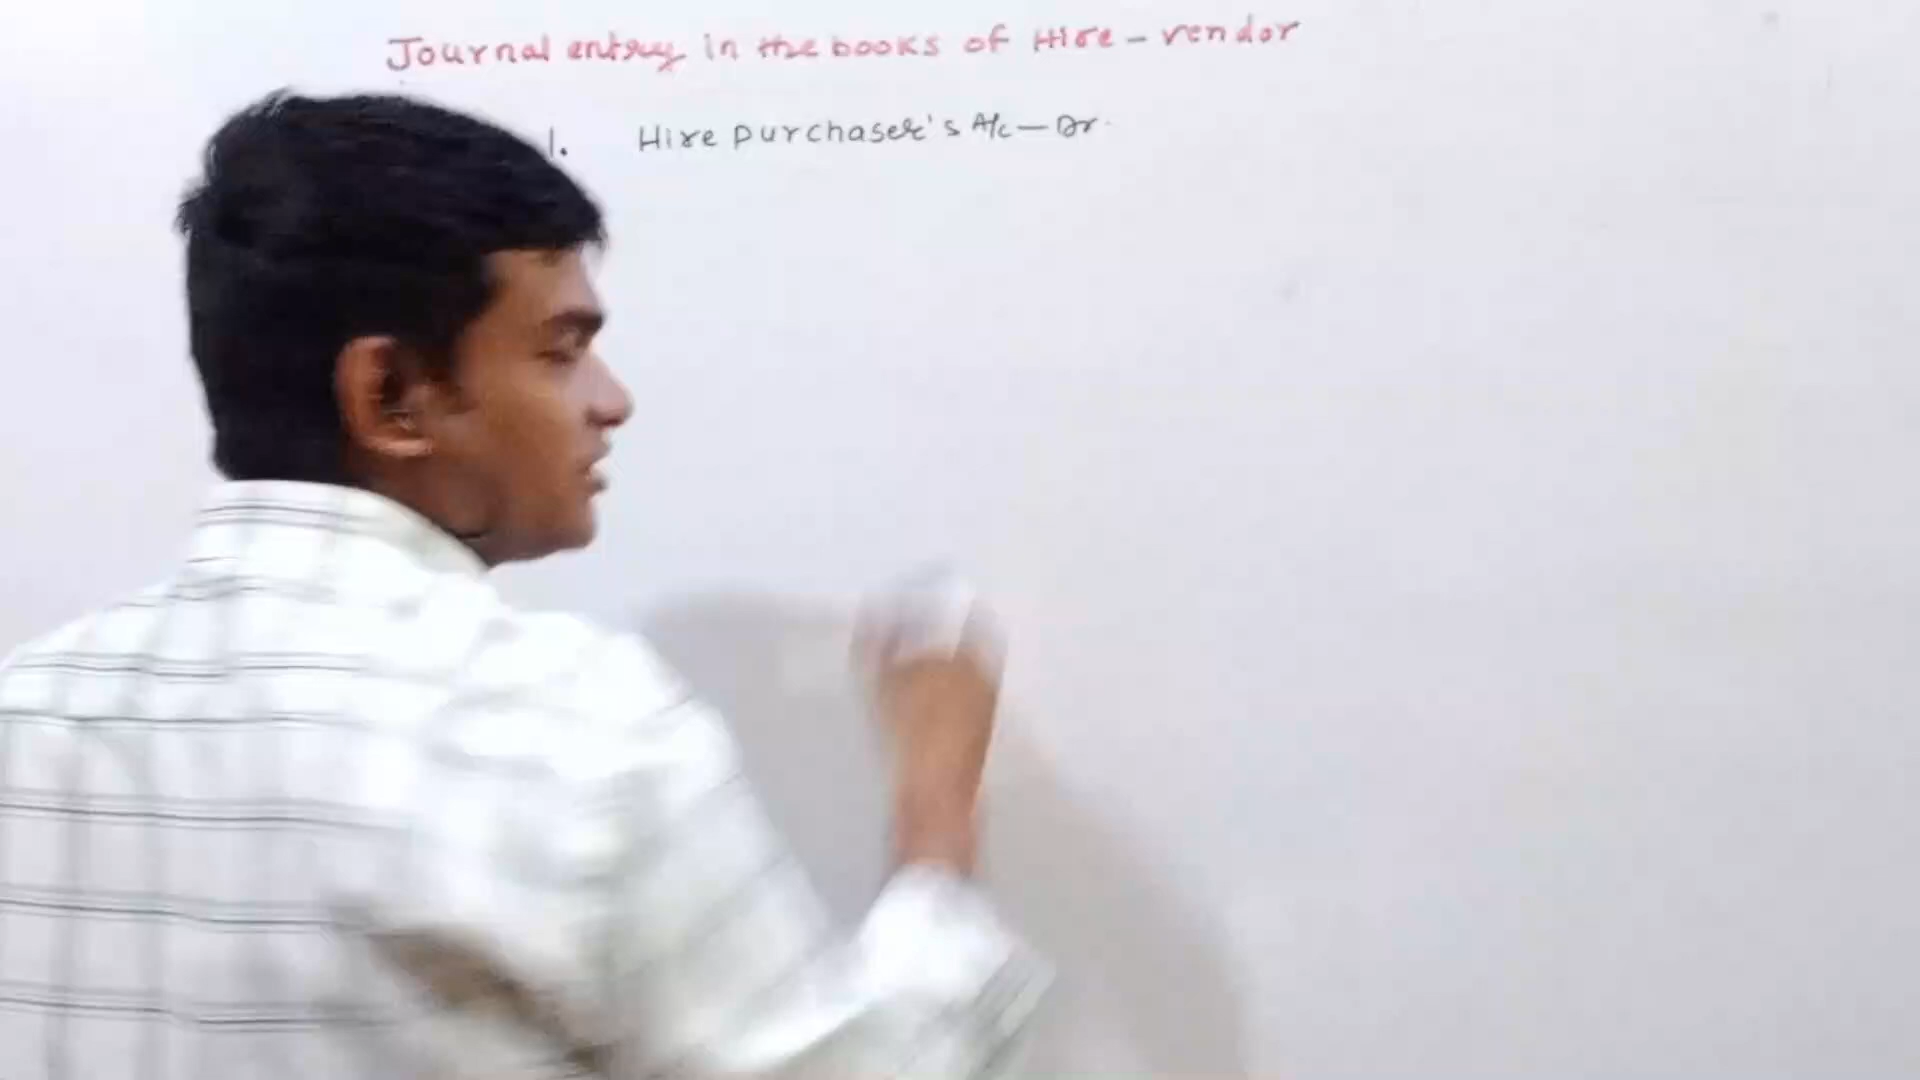 Journal entry in the books of Hire-vendor
1. Hire purchaser's A/c — Dr.